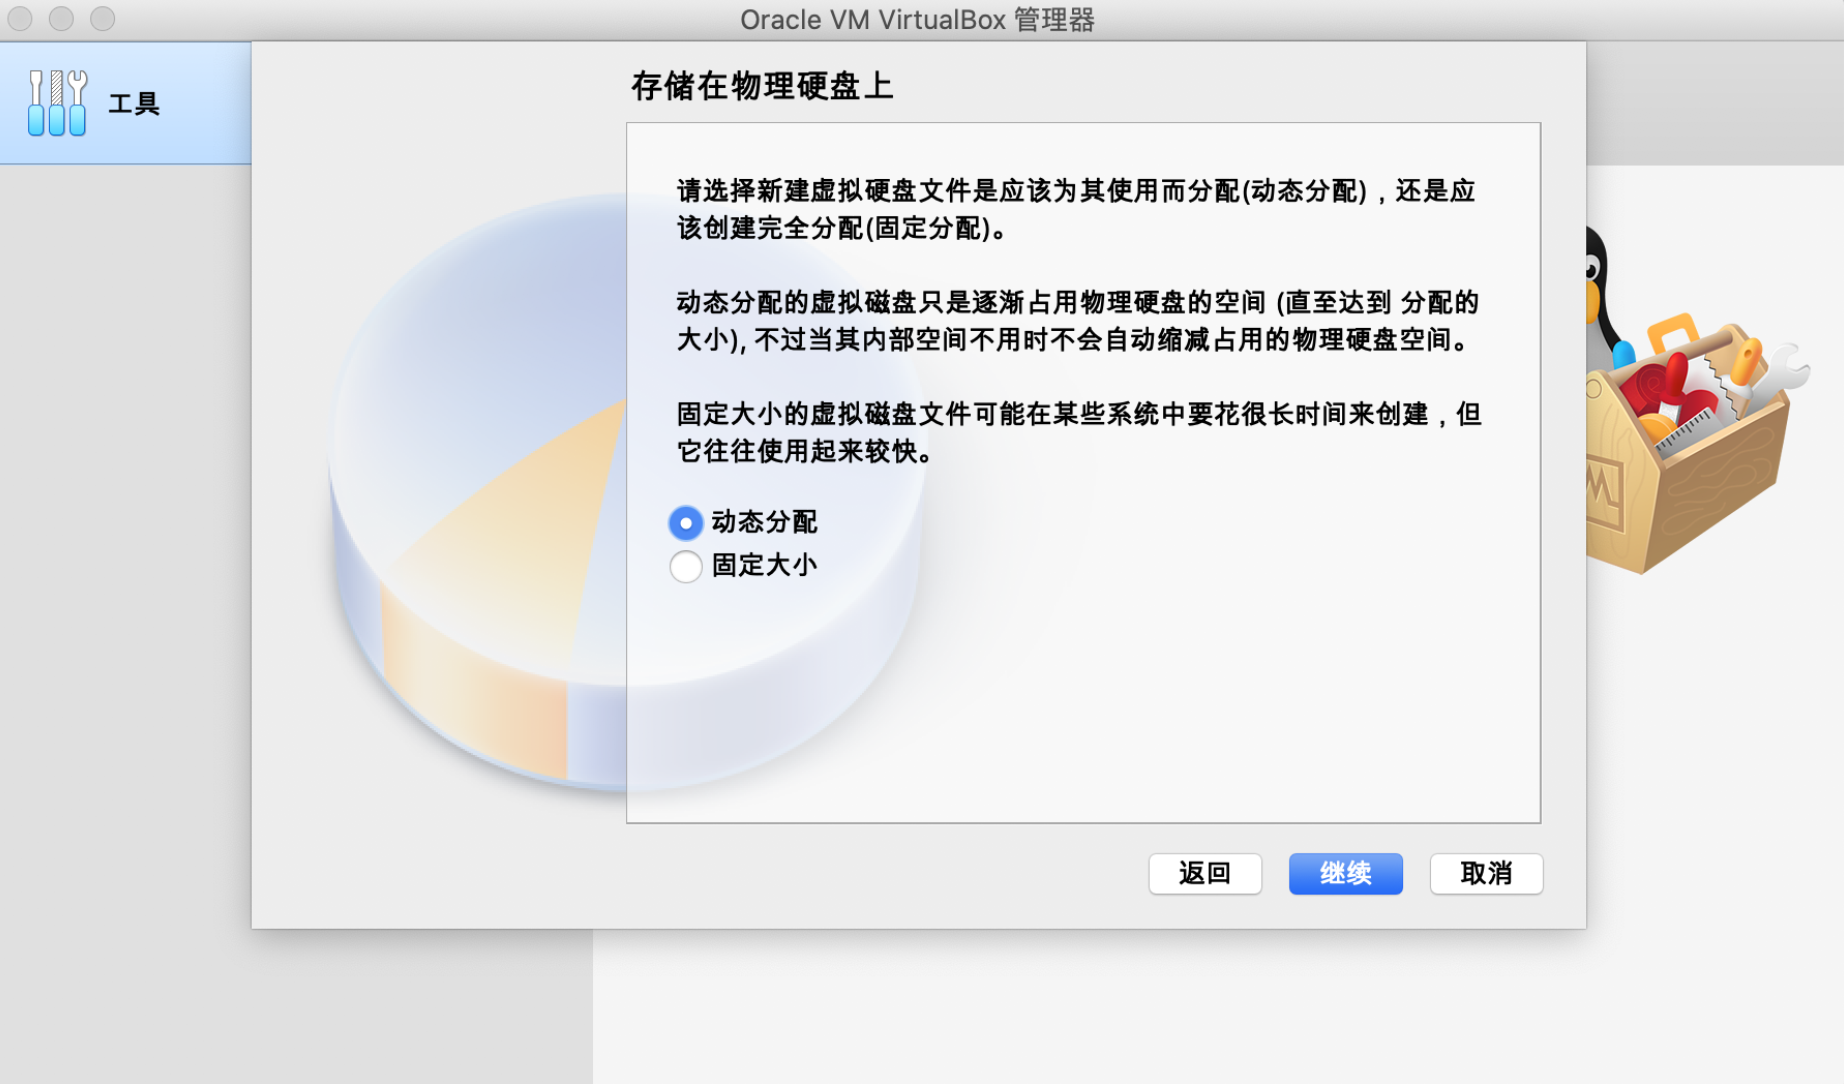 Oracle VM VirtualBox 管理器
工具
存储在物理硬盘上
请选择新建虚拟硬盘文件是应该为其使用而分配(动态分配)，还是应
该创建完全分配(固定分配)。
动态分配的虚拟磁盘只是逐渐占用物理硬盘的空间 (直至达到 分配的
大小), 不过当其内部空间不用时不会自动缩减占用的物理硬盘空间。
固定大小的虚拟磁盘文件可能在某些系统中要花很长时间来创建，但
它往往使用起来较快。
动态分配
固定大小
返回 继续 取消